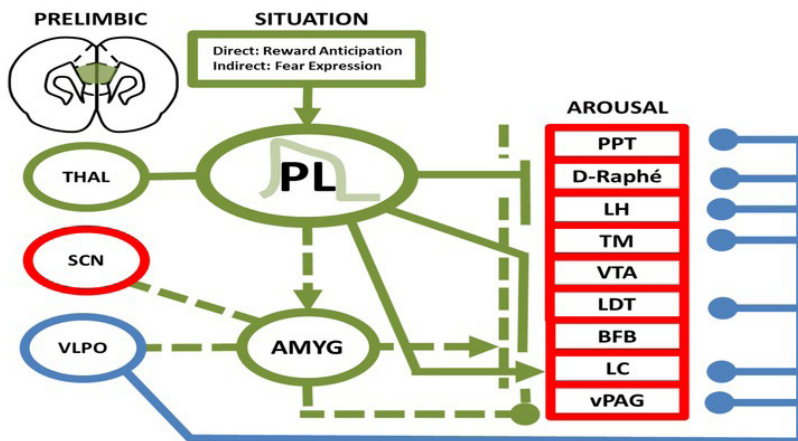 PRELIMBIC
SITUATION
Direct: Reward Anticipation
Indirect: Fear Expression
AROUSAL
PPT
THAL
PL
D-Raphé
LH
SCN
TM
VTA
LDT
VLPO
AMYG
BFB
LC
vPAG